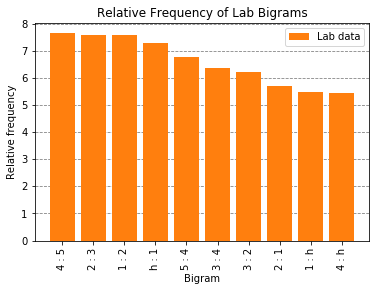 Relative Frequency of Lab Bigrams
Lab data
Relative frequency
8
7
6
5
4
3
2
1
0
4 : 5
2 : 3
1 : 2
h : 1
5 : 4
3 : 4
3 : 2
2 : 1
1 : h
4 : h
Bigram